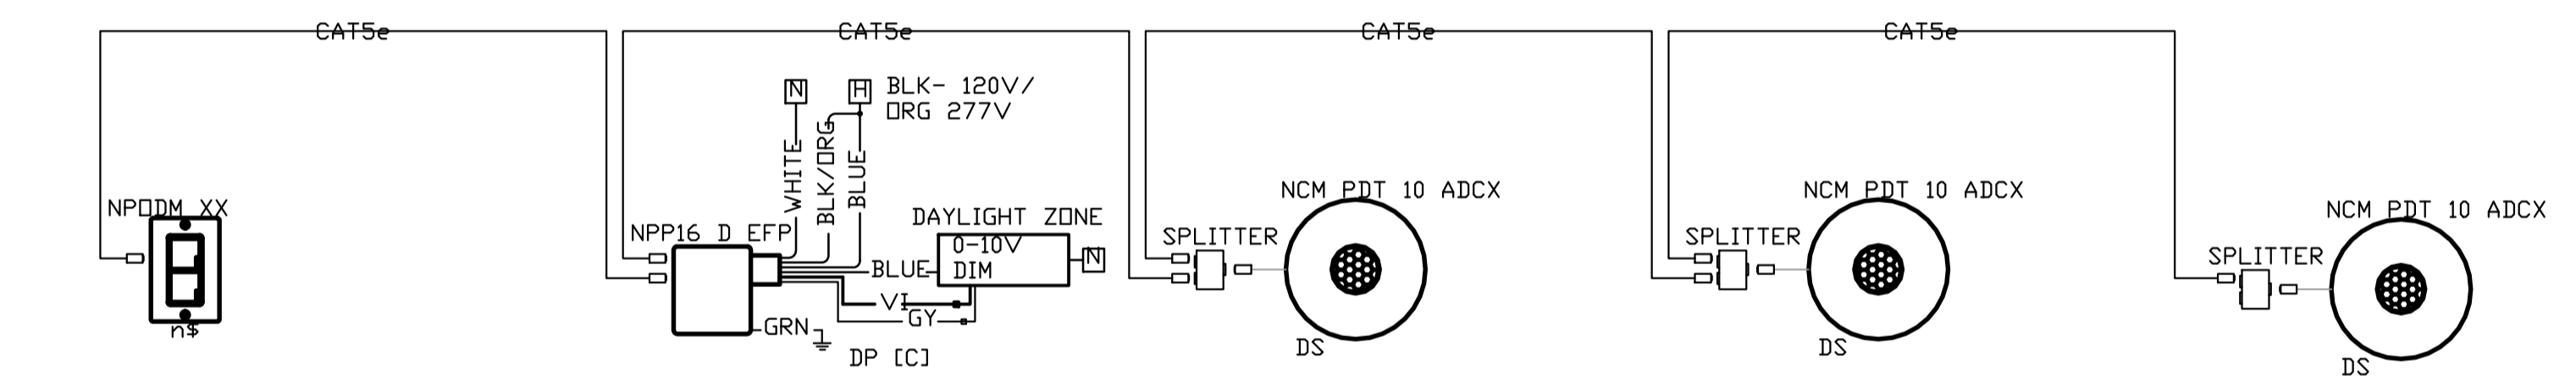 CAT5e
CAT5e
CAT5e
CAT5e
N
H
BLK- 120V/
ORG 277V
WHITE
BLK/ORG
BLUE
NPODM XX
n$
NPP16 D EFP
DAYLIGHT ZONE
0-10V
DIM
N
BLUE
VI
GY
GRN
DP [C]
SPLITTER
NCM PDT 10 ADCX
DS
SPLITTER
NCM PDT 10 ADCX
DS
SPLITTER
NCM PDT 10 ADCX
DS